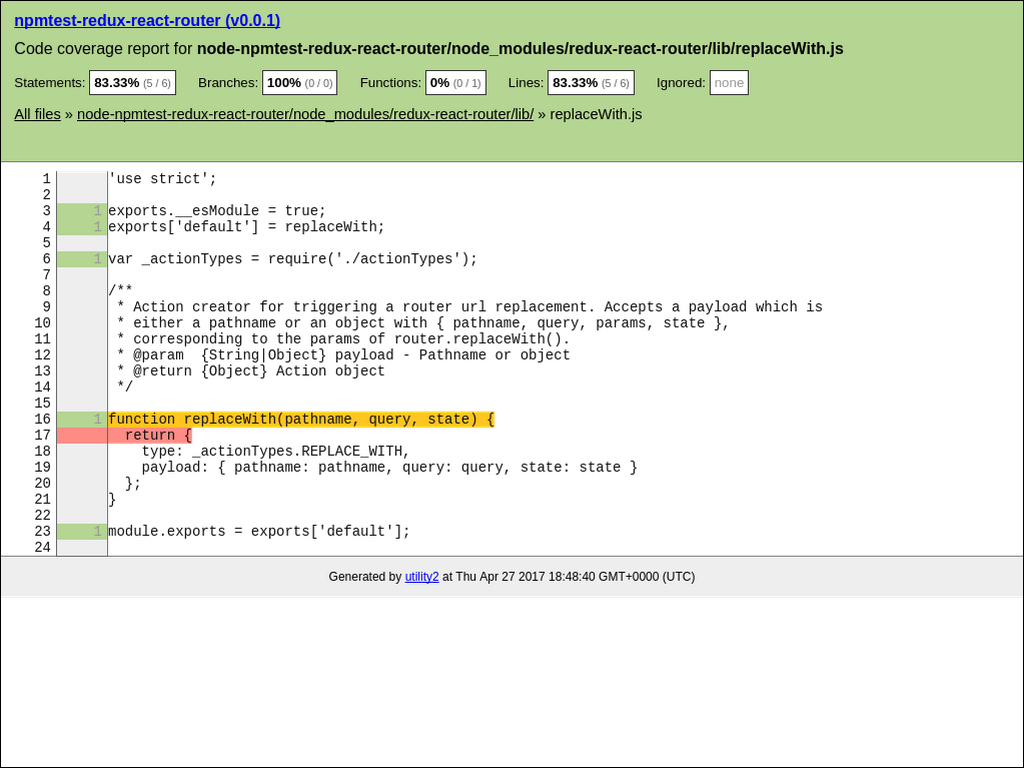 npmtest-redux-react-router (v0.0.1)
Code coverage report for node-npmtest-redux-react-router/node_modules/redux-react-router/lib/replaceWith.js
Statements: 83.33% (5 / 6) Branches: 100% (0 / 0) Functions: 0% (0 / 1) Lines: 83.33% (5 / 6) Ignored: none
All files » node-npmtest-redux-react-router/node_modules/redux-react-router/lib/ » replaceWith.js
1 'use strict';
2
3 1 exports.__esModule = true;
4 1 exports['default'] = replaceWith;
5
6 1 var _actionTypes = require('./actionTypes');
7
8 /**
9  * Action creator for triggering a router url replacement. Accepts a payload which is
10  * either a pathname or an object with { pathname, query, params, state },
11  * corresponding to the params of router.replaceWith().
12  * @param  {String|Object} payload - Pathname or object
13  * @return {Object} Action object
14  */
15
16 1 function replaceWith(pathname, query, state) {
17   return {
18     type: _actionTypes.REPLACE_WITH,
19     payload: { pathname: pathname, query: query, state: state }
20   };
21 }
22
23 1 module.exports = exports['default'];
24
Generated by utility2 at Thu Apr 27 2017 18:48:40 GMT+0000 (UTC)